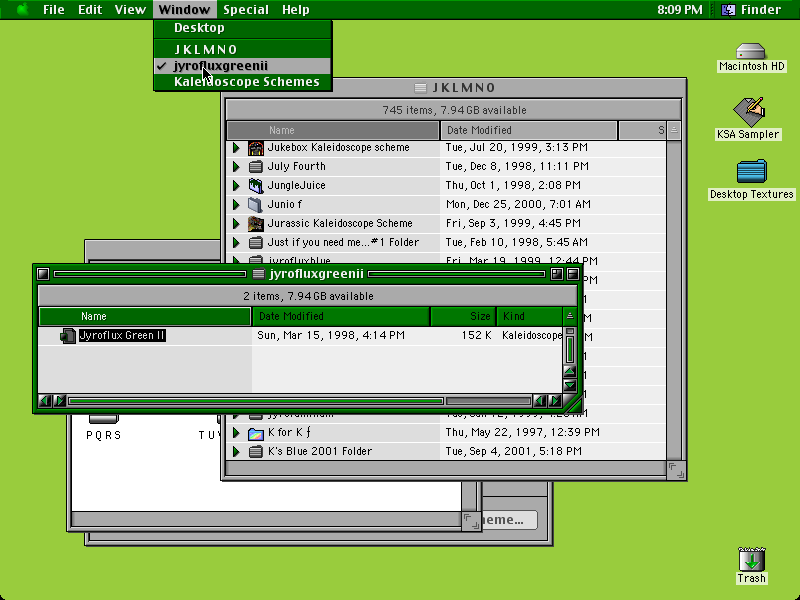 File Edit View Window Special Help 8:09 PM Finder
Desktop
J K L M N O
jyrofluxgreenii
Kaleidoscope Schemes
Macintosh HD
KSA Sampler
Desktop Textures
Trash
J K L M N O
745 items, 7.94 GB available
Name Date Modified S
Jukebox Kaleidoscope scheme Tue, Jul 20, 1999, 3:13 PM
July Fourth Tue, Dec 8, 1998, 11:11 PM
JungleJuice Thu, Oct 1, 1998, 2:08 PM
Junio f Mon, Dec 25, 2000, 7:01 AM
Jurassic Kaleidoscope Scheme Fri, Sep 3, 1999, 4:45 PM
Just if you need me...#1 Folder Tue, Feb 10, 1998, 5:45 AM
jyrofluxblue Fri, Mar 19, 1999, 12:44 PM
jyrofluxgreenii
2 items, 7.94 GB available
Name Date Modified Size Kind
Jyroflux Green II Sun, Mar 15, 1998, 4:14 PM 152 K Kaleidoscope
K for K ƒ Thu, May 22, 1997, 12:39 PM
K's Blue 2001 Folder Tue, Sep 4, 2001, 5:18 PM
P Q R S
T U V
eme...